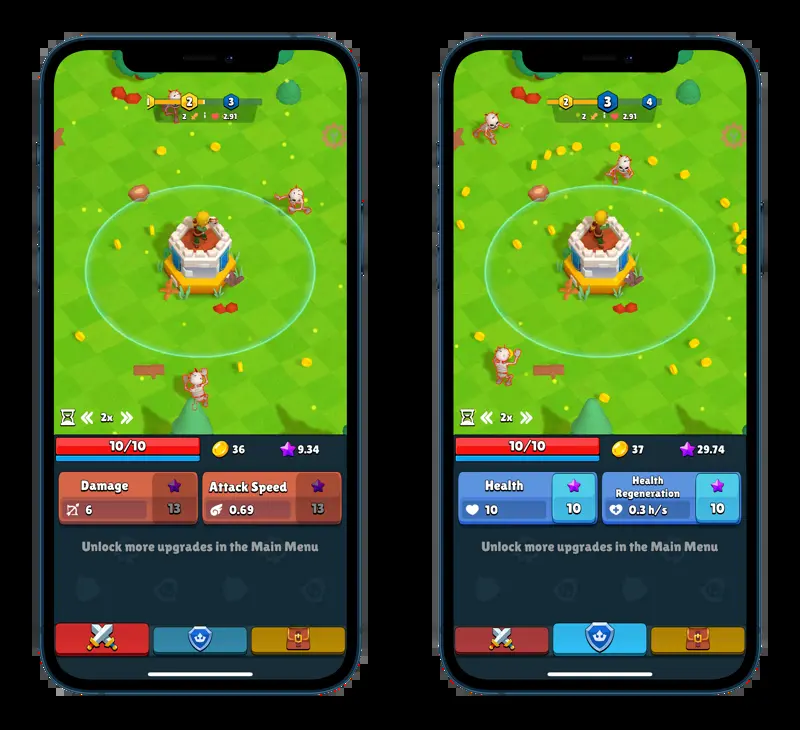 2 3
2 1 2.91
2x
10/10 36 9.34
Damage
6 13
Attack Speed
0.69 13
Unlock more upgrades in the Main Menu
2 3 4
2 1 2.91
2x
10/10 37 29.74
Health
10 10
Health
Regeneration
0.3 h/s 10
Unlock more upgrades in the Main Menu